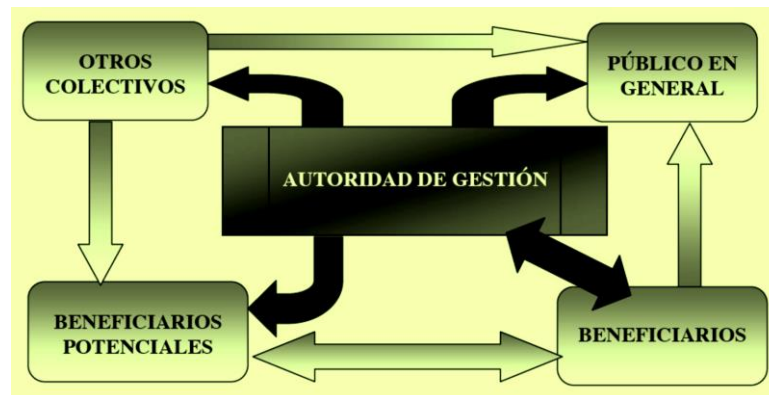 OTROS
COLECTIVOS
PÚBLICO EN
GENERAL
AUTORIDAD DE GESTIÓN
BENEFICIARIOS
POTENCIALES
BENEFICIARIOS